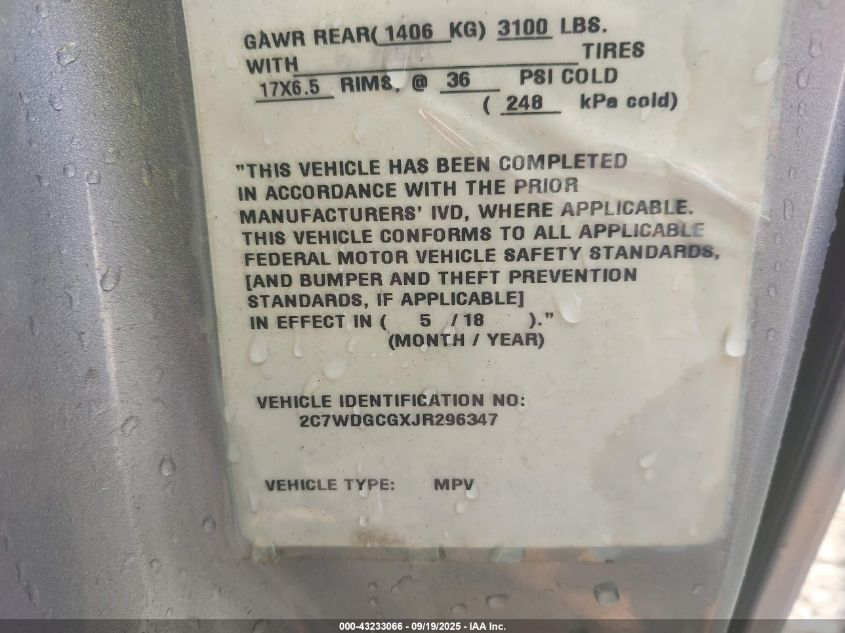 GAWR REAR( 1406 KG) 3100 LBS.
WITH TIRES
17X6.5 RIMS, @ 36 PSI COLD
( 248 kPa cold)
"THIS VEHICLE HAS BEEN COMPLETED
IN ACCORDANCE WITH THE PRIOR
MANUFACTURERS' IVD, WHERE APPLICABLE.
THIS VEHICLE CONFORMS TO ALL APPLICABLE
FEDERAL MOTOR VEHICLE SAFETY STANDARDS,
[AND BUMPER AND THEFT PREVENTION
STANDARDS, IF APPLICABLE]
IN EFFECT IN ( 5 / 18 )."
(MONTH / YEAR)
VEHICLE IDENTIFICATION NO:
2C7WDGCGXJR296347
VEHICLE TYPE: MPV
000-43233066 - 09/19/2025 - IAA Inc.